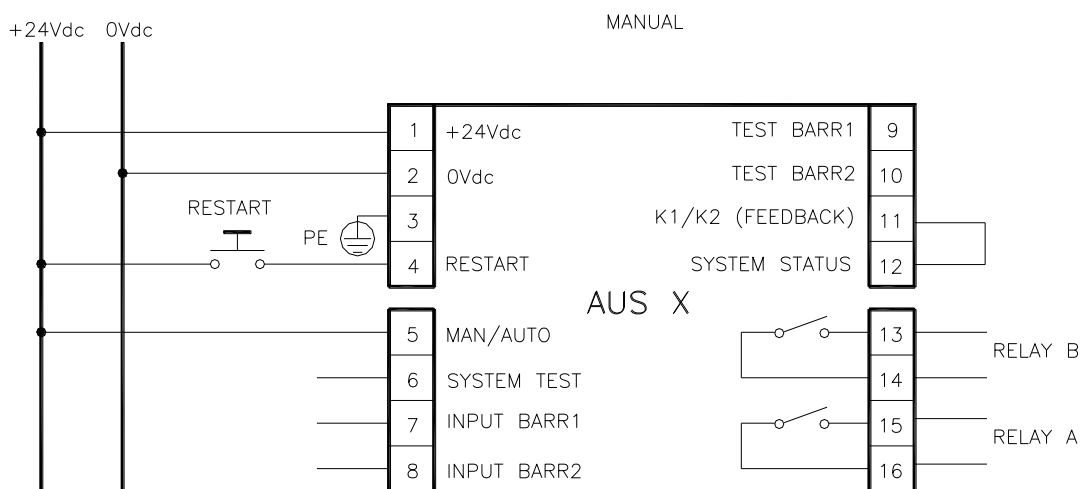 MANUAL
+24Vdc 0Vdc
1 +24Vdc TEST BARR1 9
2 0Vdc TEST BARR2 10
RESTART
PE 3 K1/K2 (FEEDBACK) 11
4 RESTART SYSTEM STATUS 12
AUS X
5 MAN/AUTO 13
RELAY B
6 SYSTEM TEST 14
7 INPUT BARR1 15
RELAY A
8 INPUT BARR2 16